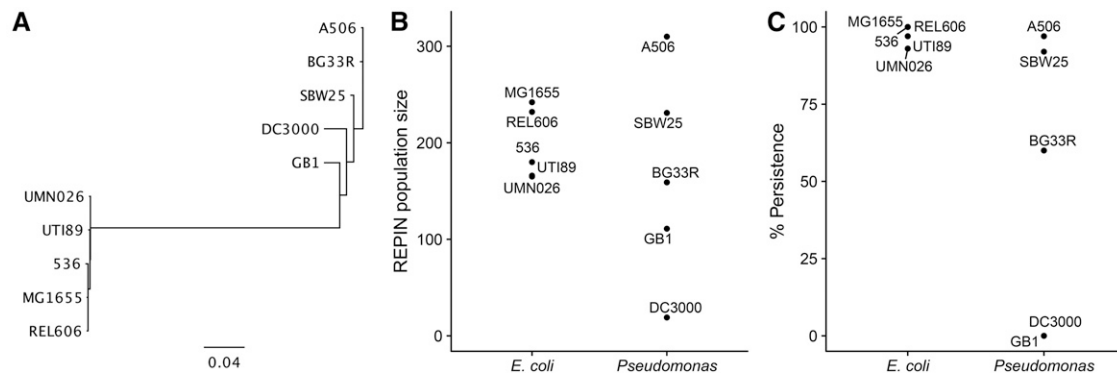 A
A506
BG33R
SBW25
DC3000
GB1
UMN026
UTI89
536
MG1655
REL606
0.04
B
REPIN population size
300
200
100
0
A506
MG1655
REL606
SBW25
536
UTI89
BG33R
UMN026
GB1
DC3000
E. coli
Pseudomonas
C
% Persistence
100
75
50
25
0
MG1655
REL606
A506
536
UTI89
SBW25
UMN026
BG33R
DC3000
GB1
E. coli
Pseudomonas